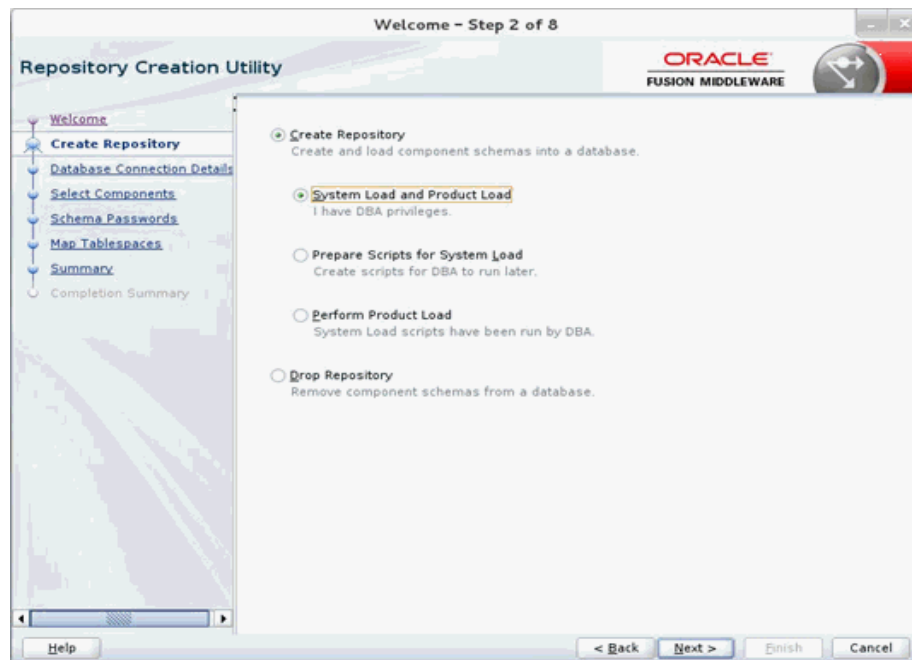 Welcome - Step 2 of 8
Repository Creation Utility
ORACLE
FUSION MIDDLEWARE
Welcome
Create Repository
Database Connection Details
Select Components
Schema Passwords
Map Tablespaces
Summary
Completion Summary
Create Repository
Create and load component schemas into a database.
System Load and Product Load
I have DBA privileges.
Prepare Scripts for System Load
Create scripts for DBA to run later.
Perform Product Load
System Load scripts have been run by DBA.
Drop Repository
Remove component schemas from a database.
Help
< Back
Next >
Finish
Cancel